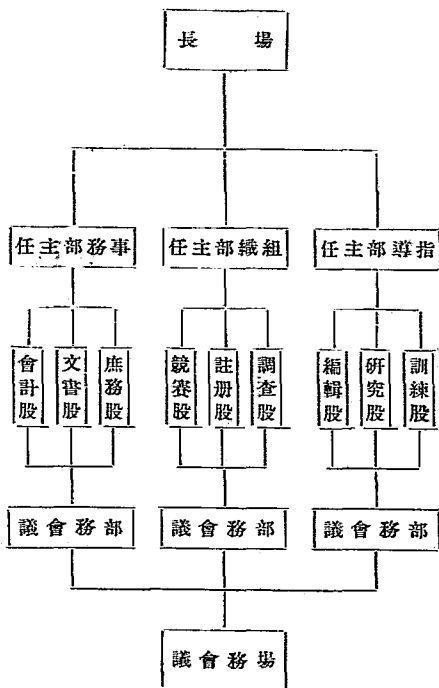 場長
指導部主任
組織部主任
事務部主任
訓練股
研究股
編輯股
調查股
註册股
競賽股
庶務股
文書股
會計股
部務會議
部務會議
部務會議
場務會議